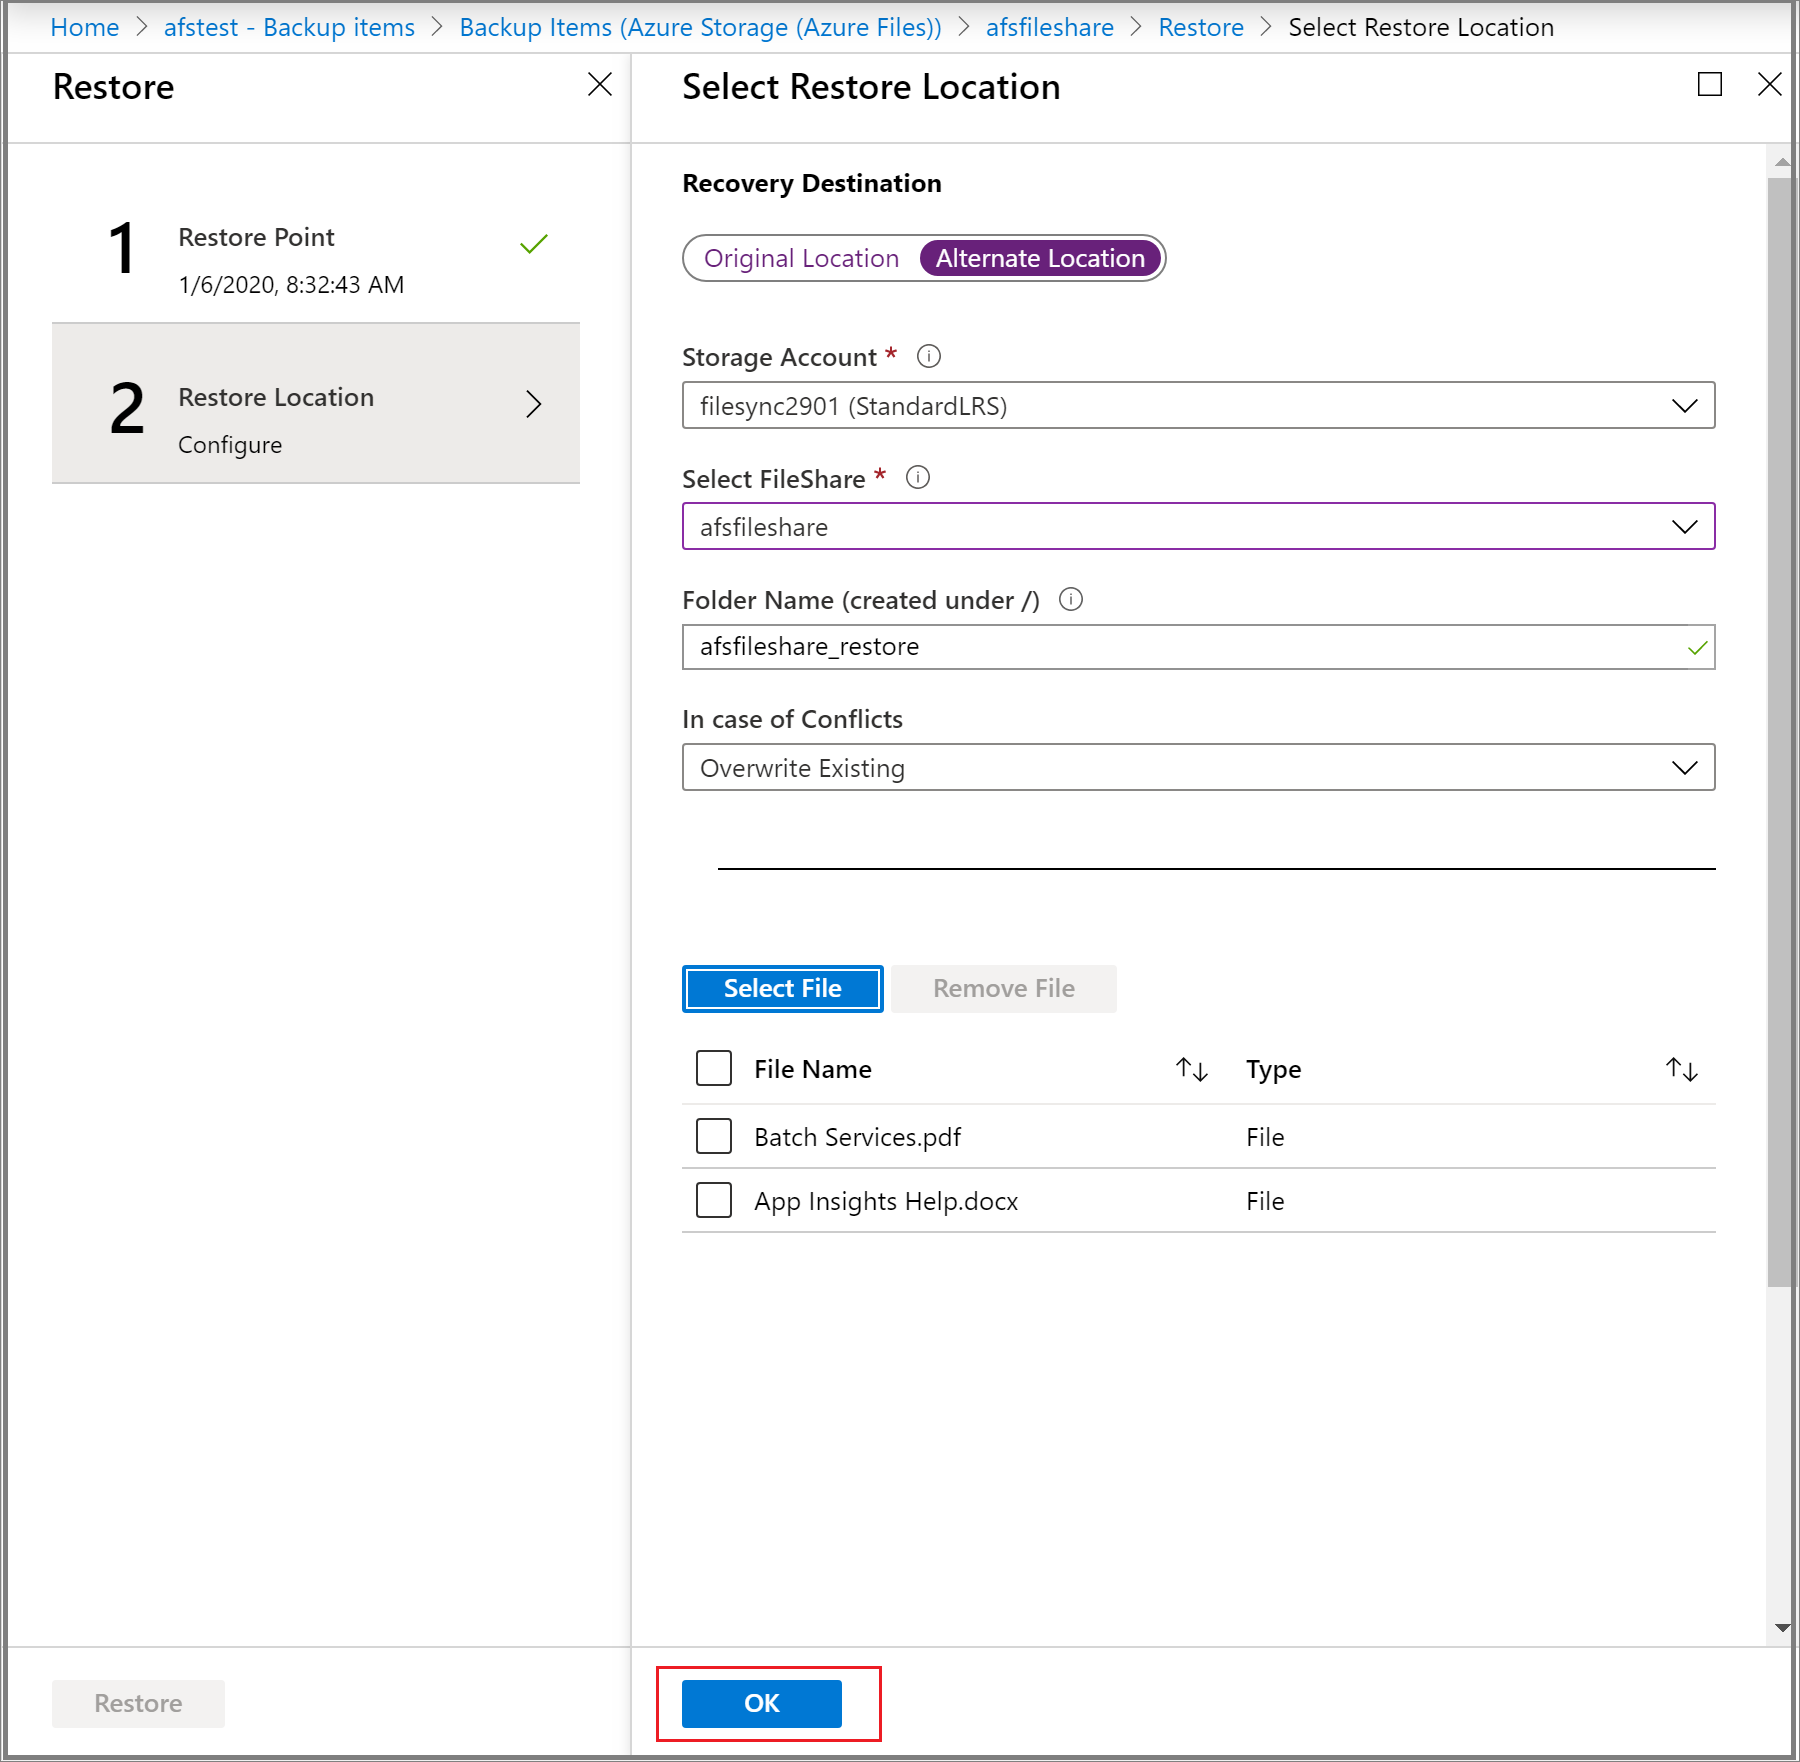 Home > afstest - Backup items > Backup Items (Azure Storage (Azure Files)) > afsfileshare > Restore > Select Restore Location
Restore
1 Restore Point
1/6/2020, 8:32:43 AM
2 Restore Location
Configure
Restore
Select Restore Location
Recovery Destination
Original Location Alternate Location
Storage Account *
filesync2901 (StandardLRS)
Select FileShare *
afsfileshare
Folder Name (created under /)
afsfileshare_restore
In case of Conflicts
Overwrite Existing
Select File Remove File
File Name Type
Batch Services.pdf File
App Insights Help.docx File
OK